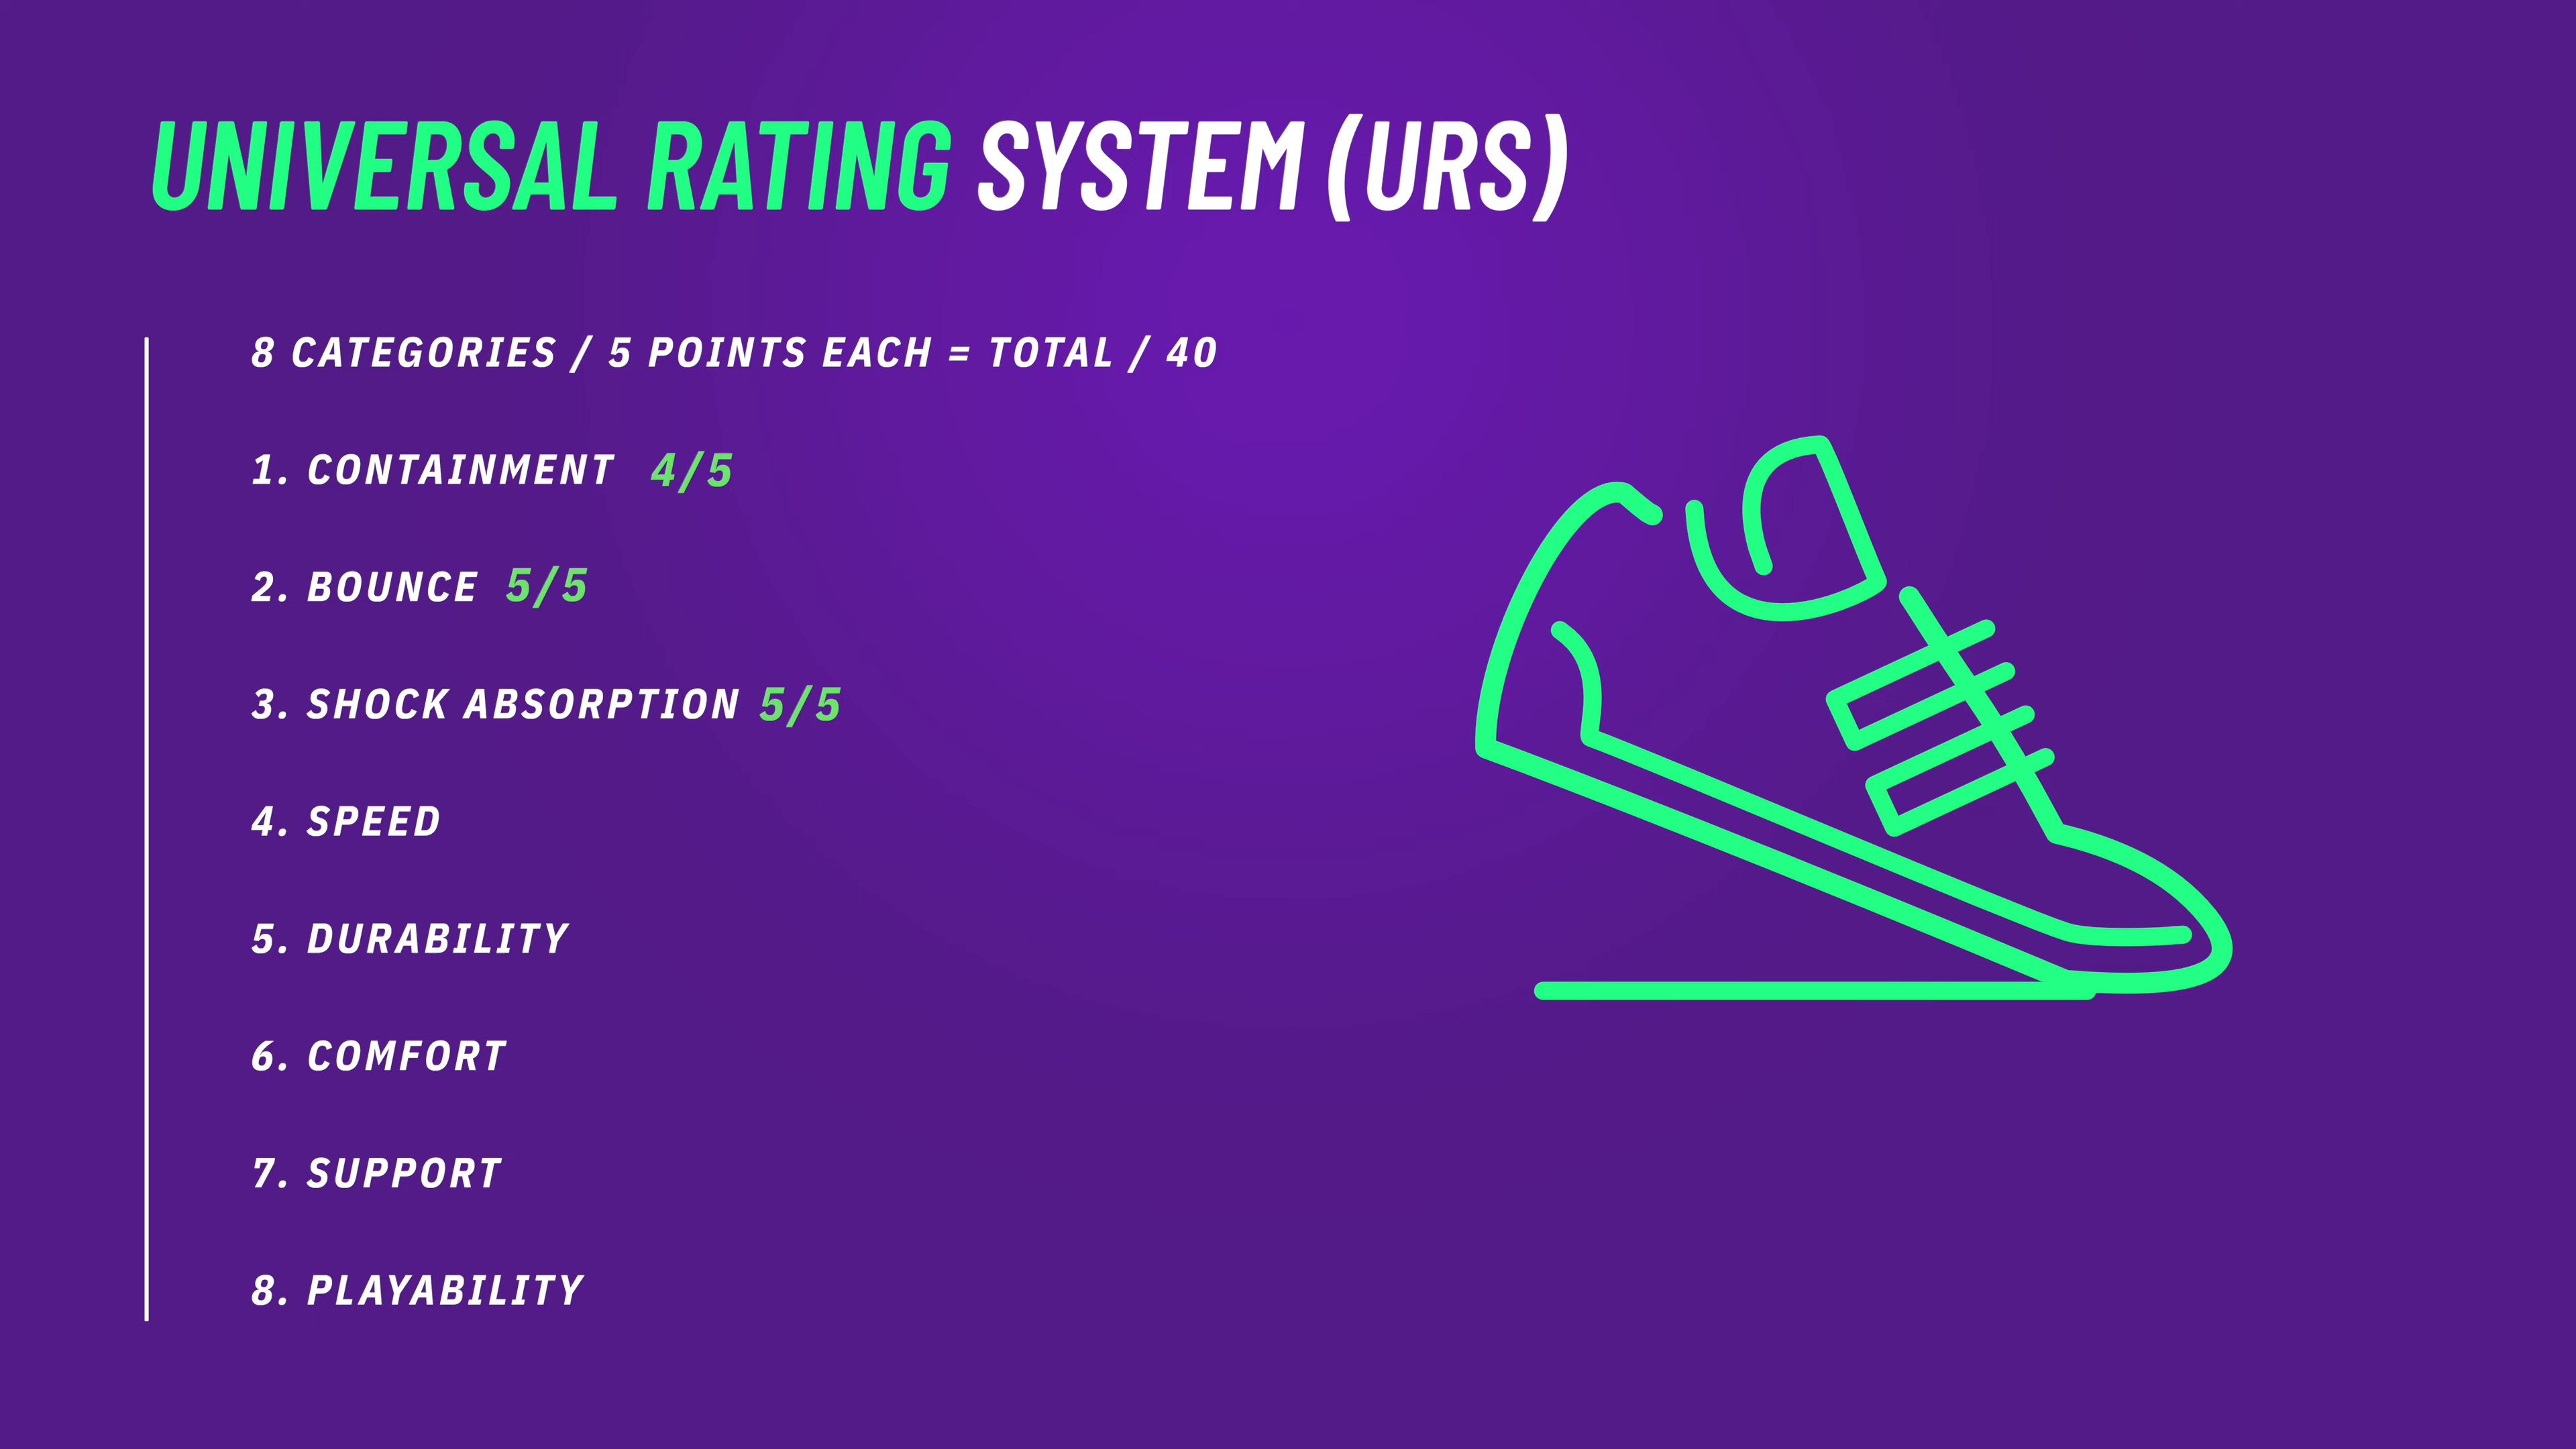 UNIVERSAL RATING SYSTEM (URS)
8 CATEGORIES / 5 POINTS EACH = TOTAL / 40
1. CONTAINMENT 4/5
2. BOUNCE 5/5
3. SHOCK ABSORPTION 5/5
4. SPEED
5. DURABILITY
6. COMFORT
7. SUPPORT
8. PLAYABILITY